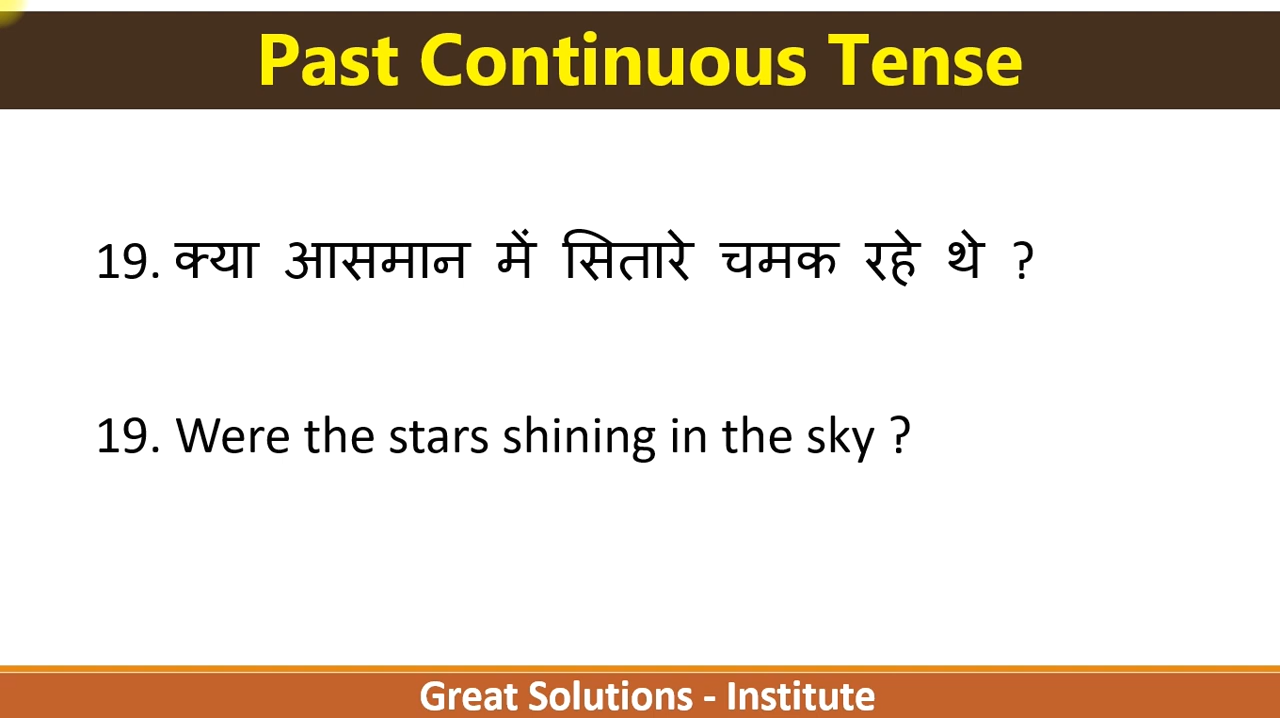 Past Continuous Tense
19. क्या आसमान में सितारे चमक रहे थे ?
19. Were the stars shining in the sky ?
Great Solutions - Institute